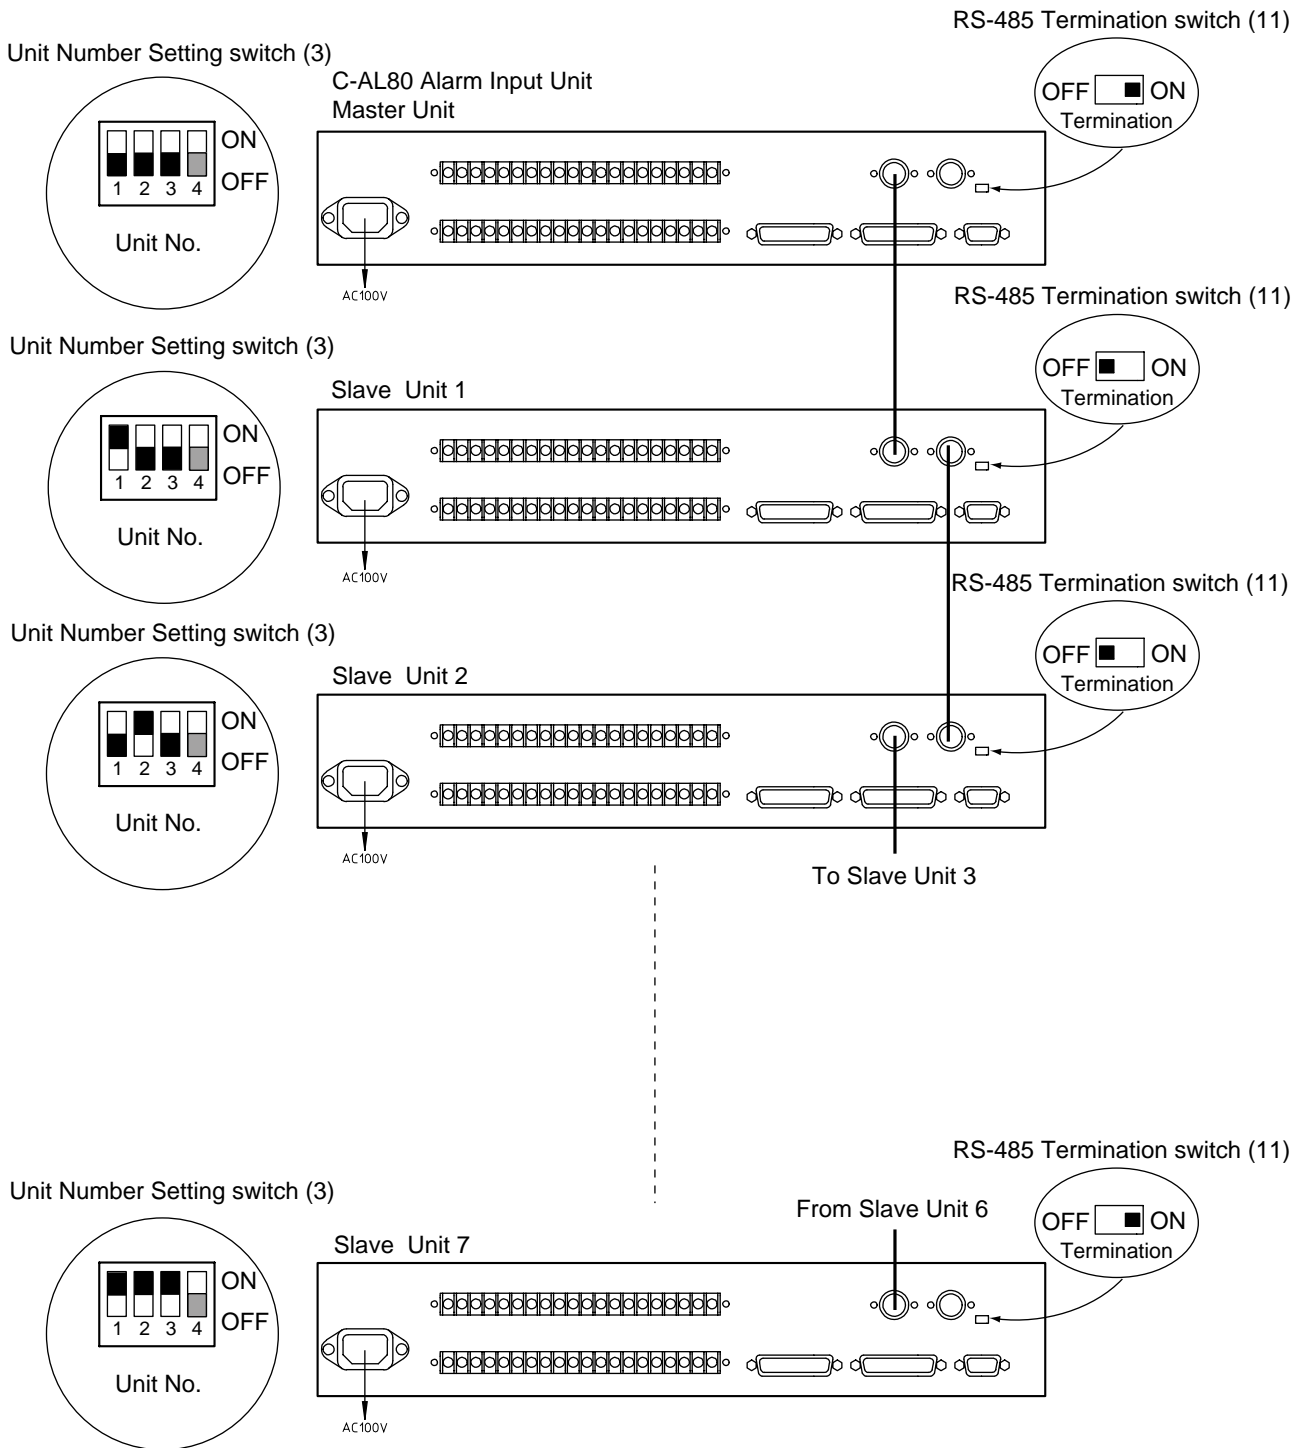 RS-485 Termination switch (11)
Unit Number Setting switch (3)
C-AL80 Alarm Input Unit
Master Unit
OFF ON
Termination
ON
OFF
1 2 3 4
Unit No.
AC100V
RS-485 Termination switch (11)
Unit Number Setting switch (3)
OFF ON
Termination
Slave Unit 1
ON
OFF
1 2 3 4
Unit No.
AC100V
RS-485 Termination switch (11)
Unit Number Setting switch (3)
OFF ON
Termination
Slave Unit 2
ON
OFF
1 2 3 4
Unit No.
AC100V
To Slave Unit 3
RS-485 Termination switch (11)
Unit Number Setting switch (3)
From Slave Unit 6
OFF ON
Termination
Slave Unit 7
ON
OFF
1 2 3 4
Unit No.
AC100V